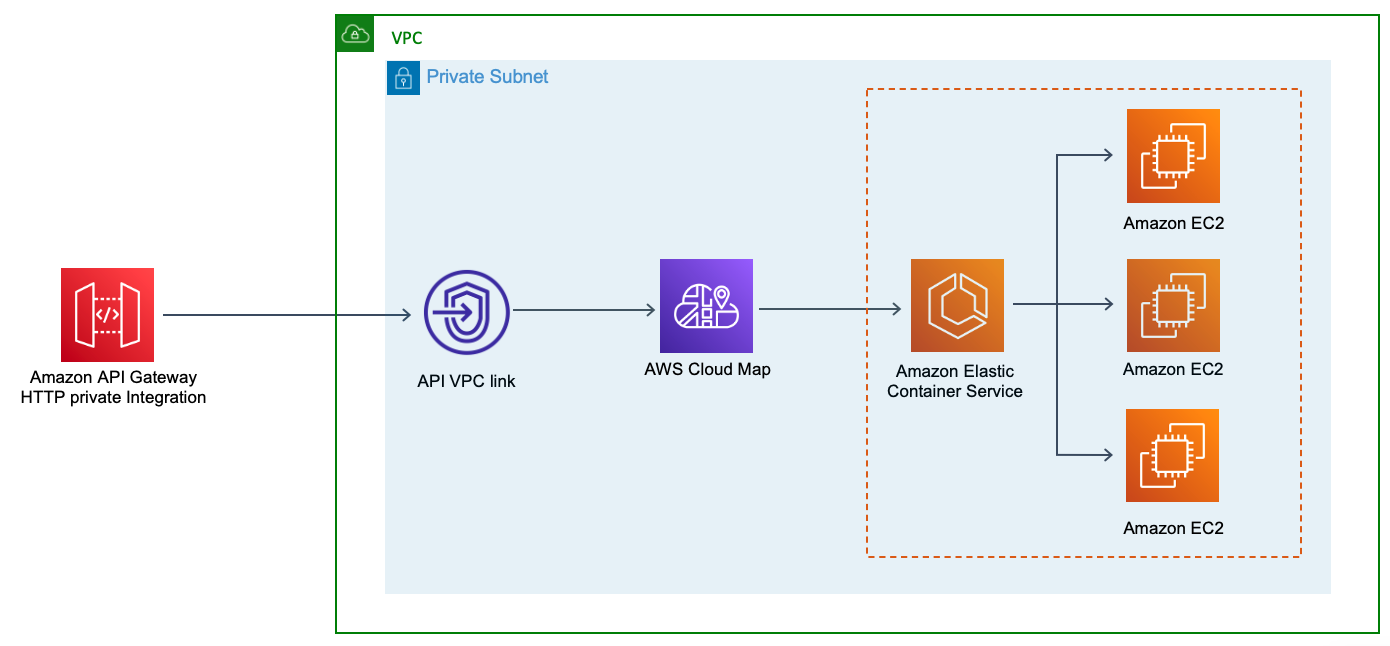 VPC
Private Subnet
Amazon API Gateway
HTTP private Integration
API VPC link
AWS Cloud Map
Amazon Elastic
Container Service
Amazon EC2
Amazon EC2
Amazon EC2